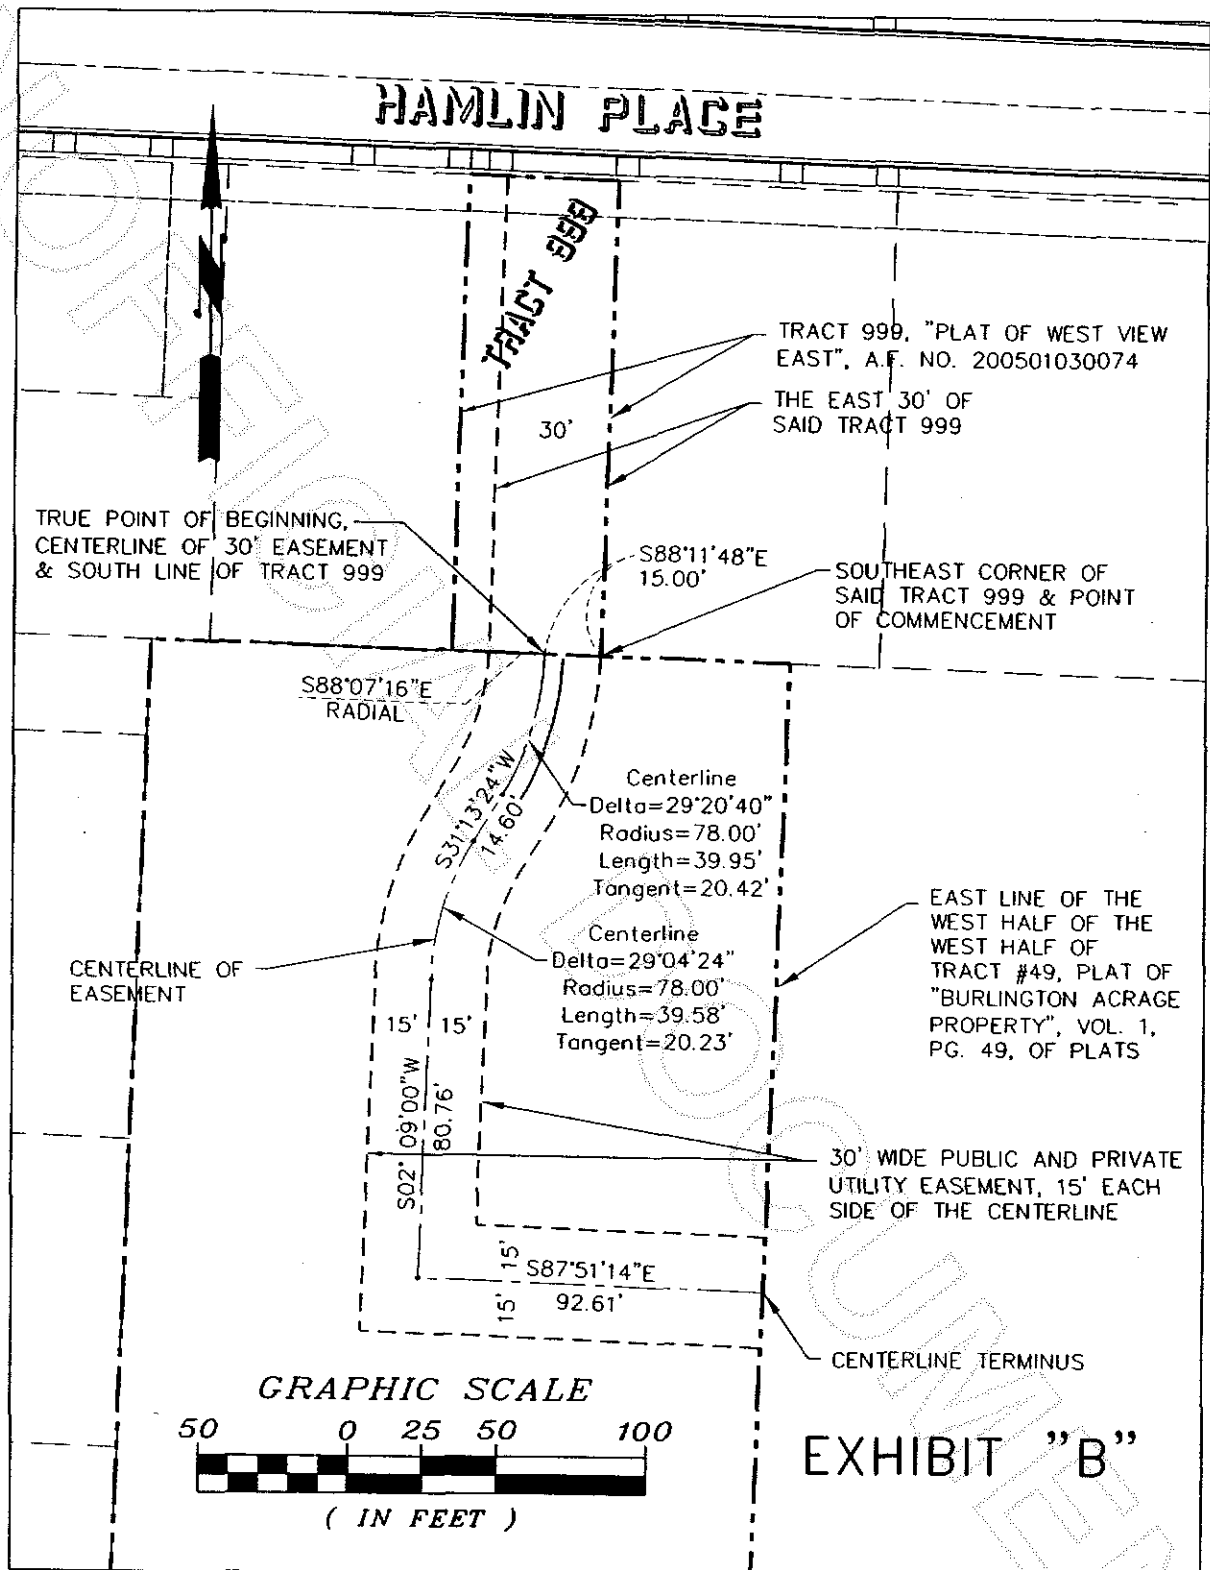 HAMLIN PLACE
TRACT 999
N
TRACT 999, "PLAT OF WEST VIEW
EAST", A.F. NO. 200501030074
THE EAST 30' OF
SAID TRACT 999
30'
TRUE POINT OF BEGINNING,
CENTERLINE OF 30' EASEMENT
& SOUTH LINE OF TRACT 999
S88°11'48"E
15.00'
SOUTHEAST CORNER OF
SAID TRACT 999 & POINT
OF COMMENCEMENT
S88°07'16"E
RADIAL
S31°13'24"W
14.60'
Centerline
Delta=29°20'40"
Radius=78.00'
Length=39.95'
Tangent=20.42'
Centerline
Delta=29°04'24"
Radius=78.00'
Length=39.58'
Tangent=20.23'
EAST LINE OF THE
WEST HALF OF THE
WEST HALF OF
TRACT #49, PLAT OF
"BURLINGTON ACRAGE
PROPERTY", VOL. 1,
PG. 49, OF PLATS
CENTERLINE OF
EASEMENT
15' 15'
S02° 09'00"W
80.76'
30' WIDE PUBLIC AND PRIVATE
UTILITY EASEMENT, 15' EACH
SIDE OF THE CENTERLINE
15'
S87°51'14"E
15'
92.61'
CENTERLINE TERMINUS
GRAPHIC SCALE
50 0 25 50 100
( IN FEET )
EXHIBIT "B"
UNOFFICIAL DOCUMENT